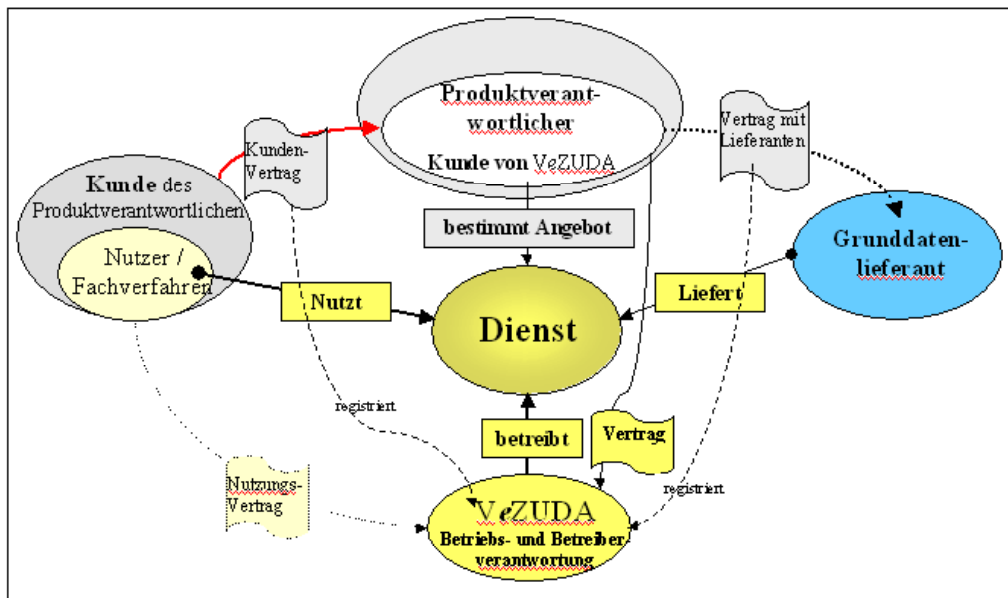 Produktverant-
wortlicher
Kunde von VeZUDA
Kunden-
Vertrag
Vertrag mit
Lieferanten
Kunde des
Produktverantwortlichen
Nutzer /
Fachverfahren
bestimmt Angebot
Grunddaten-
lieferant
Nutzt
Dienst
Liefert
registriert
betreibt
Vertrag
Nutzungs-
Vertrag
registriert
VeZUDA
Betriebs- und Betreiber
verantwortung